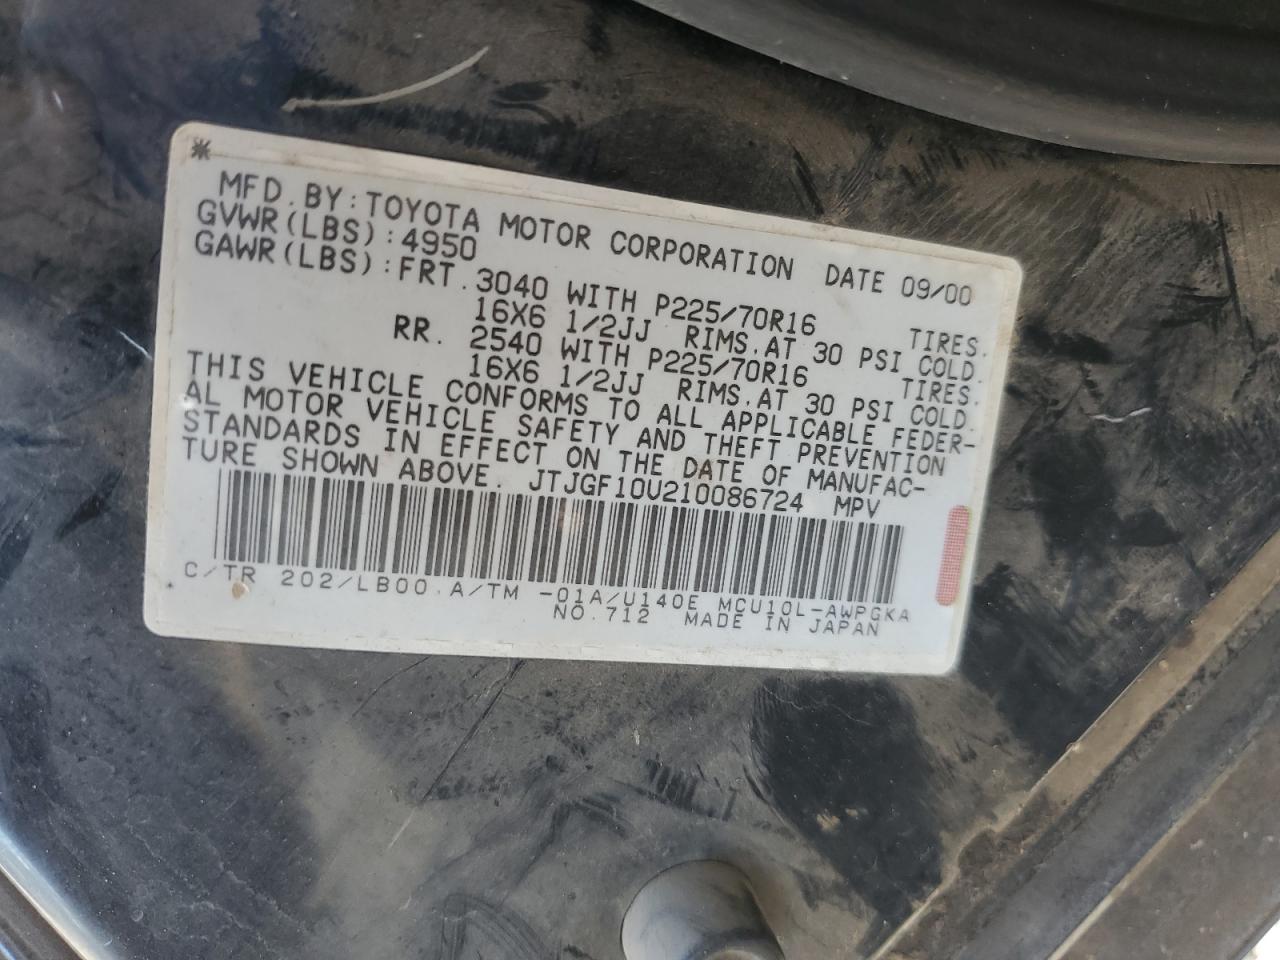 MFD. BY: TOYOTA MOTOR CORPORATION DATE 09/00
GVWR(LBS):4950
GAWR(LBS):FRT. 3040 WITH P225/70R16 TIRES.
16X6 1/2JJ RIMS.AT 30 PSI COLD.
RR. 2540 WITH P225/70R16 TIRES.
16X6 1/2JJ RIMS.AT 30 PSI COLD.
THIS VEHICLE CONFORMS TO ALL APPLICABLE FEDER-
AL MOTOR VEHICLE SAFETY AND THEFT PREVENTION
STANDARDS IN EFFECT ON THE DATE OF MANUFAC-
TURE SHOWN ABOVE. JTJGF10U210086724 MPV
C/TR 202/LB00 A/TM -01A/U140E MCU10L-AWPGKA
NO.712 MADE IN JAPAN